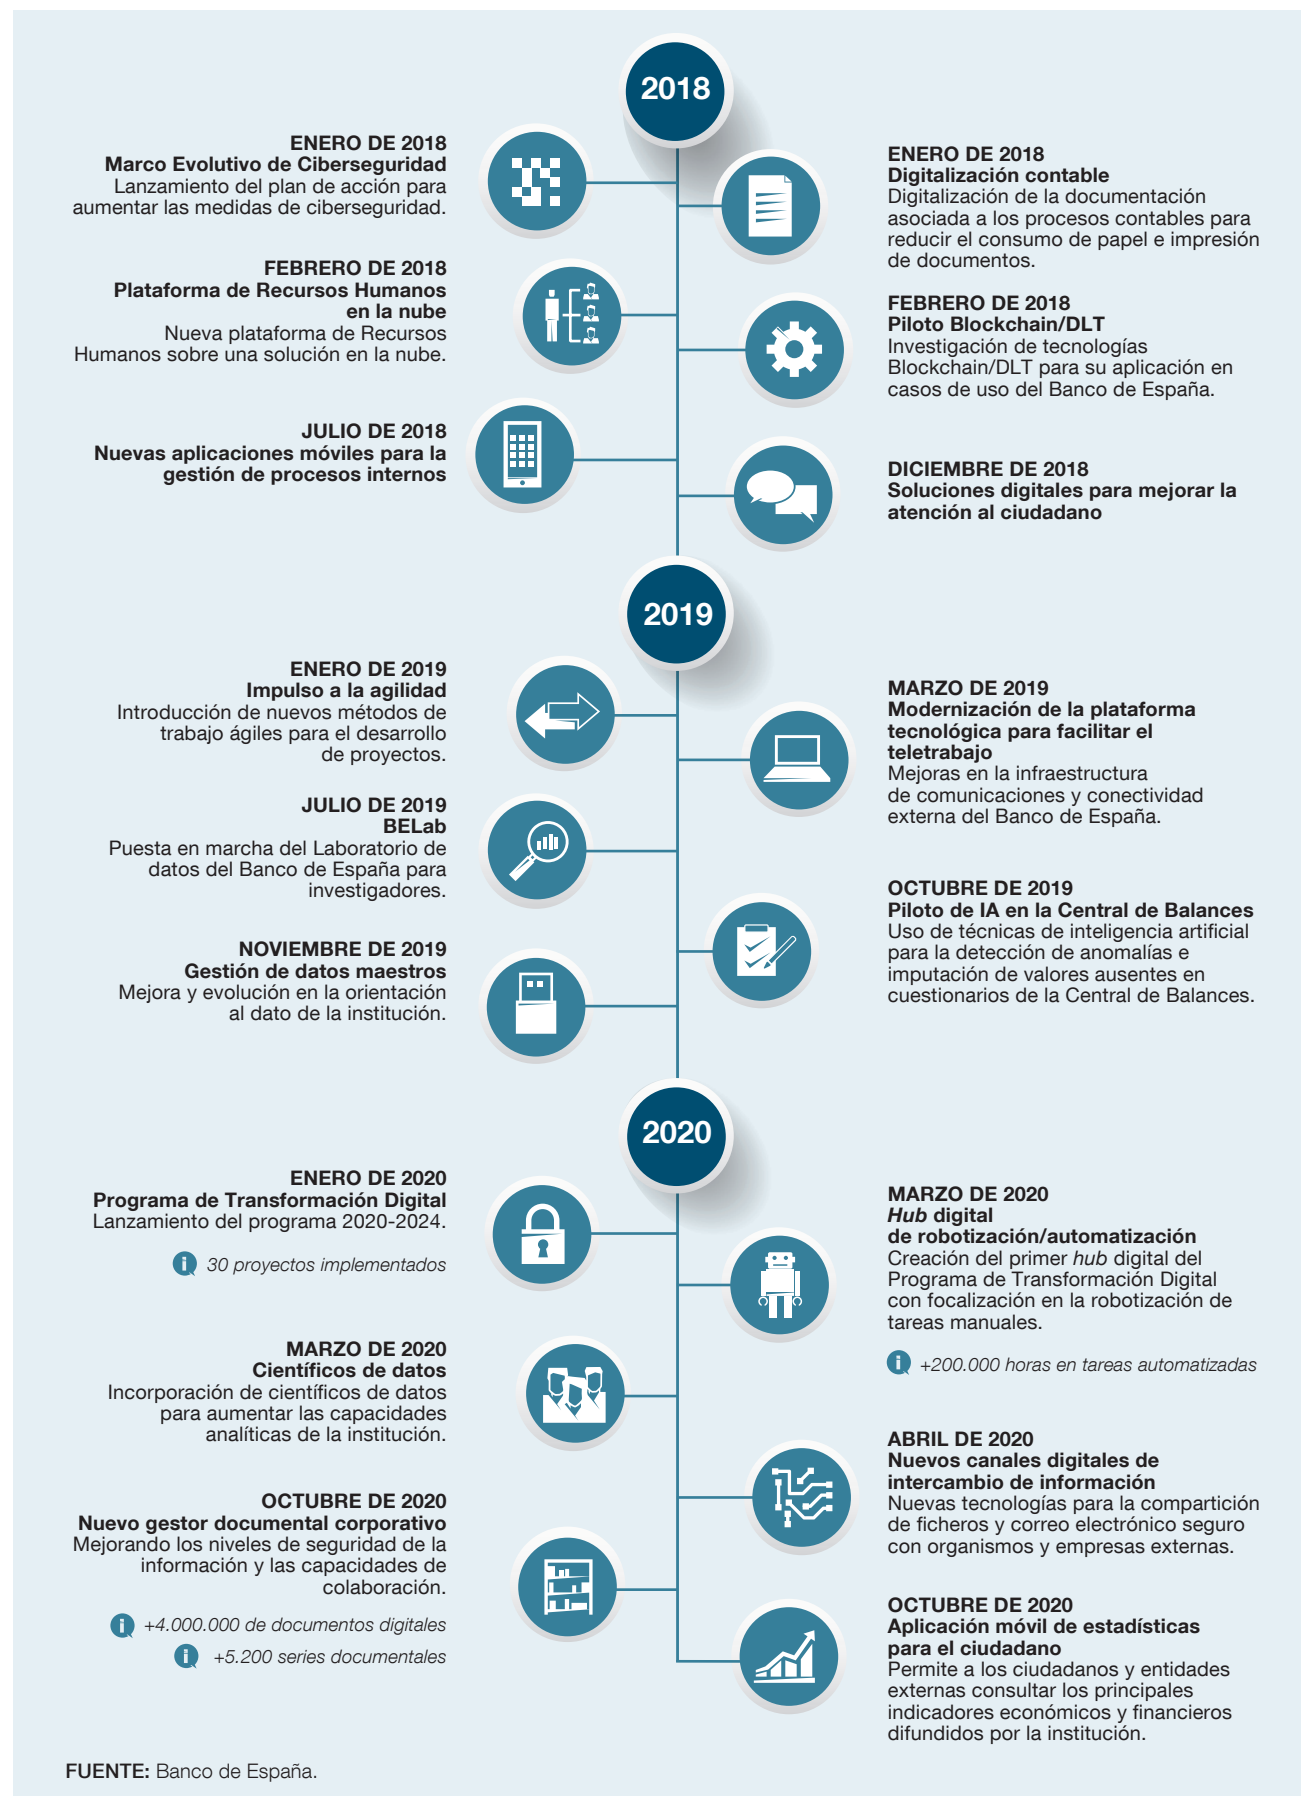 2018
ENERO DE 2018
Marco Evolutivo de Ciberseguridad
Lanzamiento del plan de acción para
aumentar las medidas de ciberseguridad.
ENERO DE 2018
Digitalización contable
Digitalización de la documentación
asociada a los procesos contables para
reducir el consumo de papel e impresión
de documentos.
FEBRERO DE 2018
Plataforma de Recursos Humanos
en la nube
Nueva plataforma de Recursos
Humanos sobre una solución en la nube.
FEBRERO DE 2018
Piloto Blockchain/DLT
Investigación de tecnologías
Blockchain/DLT para su aplicación en
casos de uso del Banco de España.
JULIO DE 2018
Nuevas aplicaciones móviles para la
gestión de procesos internos
DICIEMBRE DE 2018
Soluciones digitales para mejorar la
atención al ciudadano
2019
ENERO DE 2019
Impulso a la agilidad
Introducción de nuevos métodos de
trabajo ágiles para el desarrollo
de proyectos.
MARZO DE 2019
Modernización de la plataforma
tecnológica para facilitar el
teletrabajo
Mejoras en la infraestructura
de comunicaciones y conectividad
externa del Banco de España.
JULIO DE 2019
BELab
Puesta en marcha del Laboratorio de
datos del Banco de España para
investigadores.
OCTUBRE DE 2019
Piloto de IA en la Central de Balances
Uso de técnicas de inteligencia artificial
para la detección de anomalías e
imputación de valores ausentes en
cuestionarios de la Central de Balances.
NOVIEMBRE DE 2019
Gestión de datos maestros
Mejora y evolución en la orientación
al dato de la institución.
2020
ENERO DE 2020
Programa de Transformación Digital
Lanzamiento del programa 2020-2024.
i 30 proyectos implementados
MARZO DE 2020
Hub digital
de robotización/automatización
Creación del primer hub digital del
Programa de Transformación Digital
con focalización en la robotización de
tareas manuales.
i +200.000 horas en tareas automatizadas
MARZO DE 2020
Científicos de datos
Incorporación de científicos de datos
para aumentar las capacidades
analíticas de la institución.
ABRIL DE 2020
Nuevos canales digitales de
intercambio de información
Nuevas tecnologías para la compartición
de ficheros y correo electrónico seguro
con organismos y empresas externas.
OCTUBRE DE 2020
Nuevo gestor documental corporativo
Mejorando los niveles de seguridad de la
información y las capacidades de
colaboración.
i +4.000.000 de documentos digitales
i +5.200 series documentales
OCTUBRE DE 2020
Aplicación móvil de estadísticas
para el ciudadano
Permite a los ciudadanos y entidades
externas consultar los principales
indicadores económicos y financieros
difundidos por la institución.
FUENTE: Banco de España.